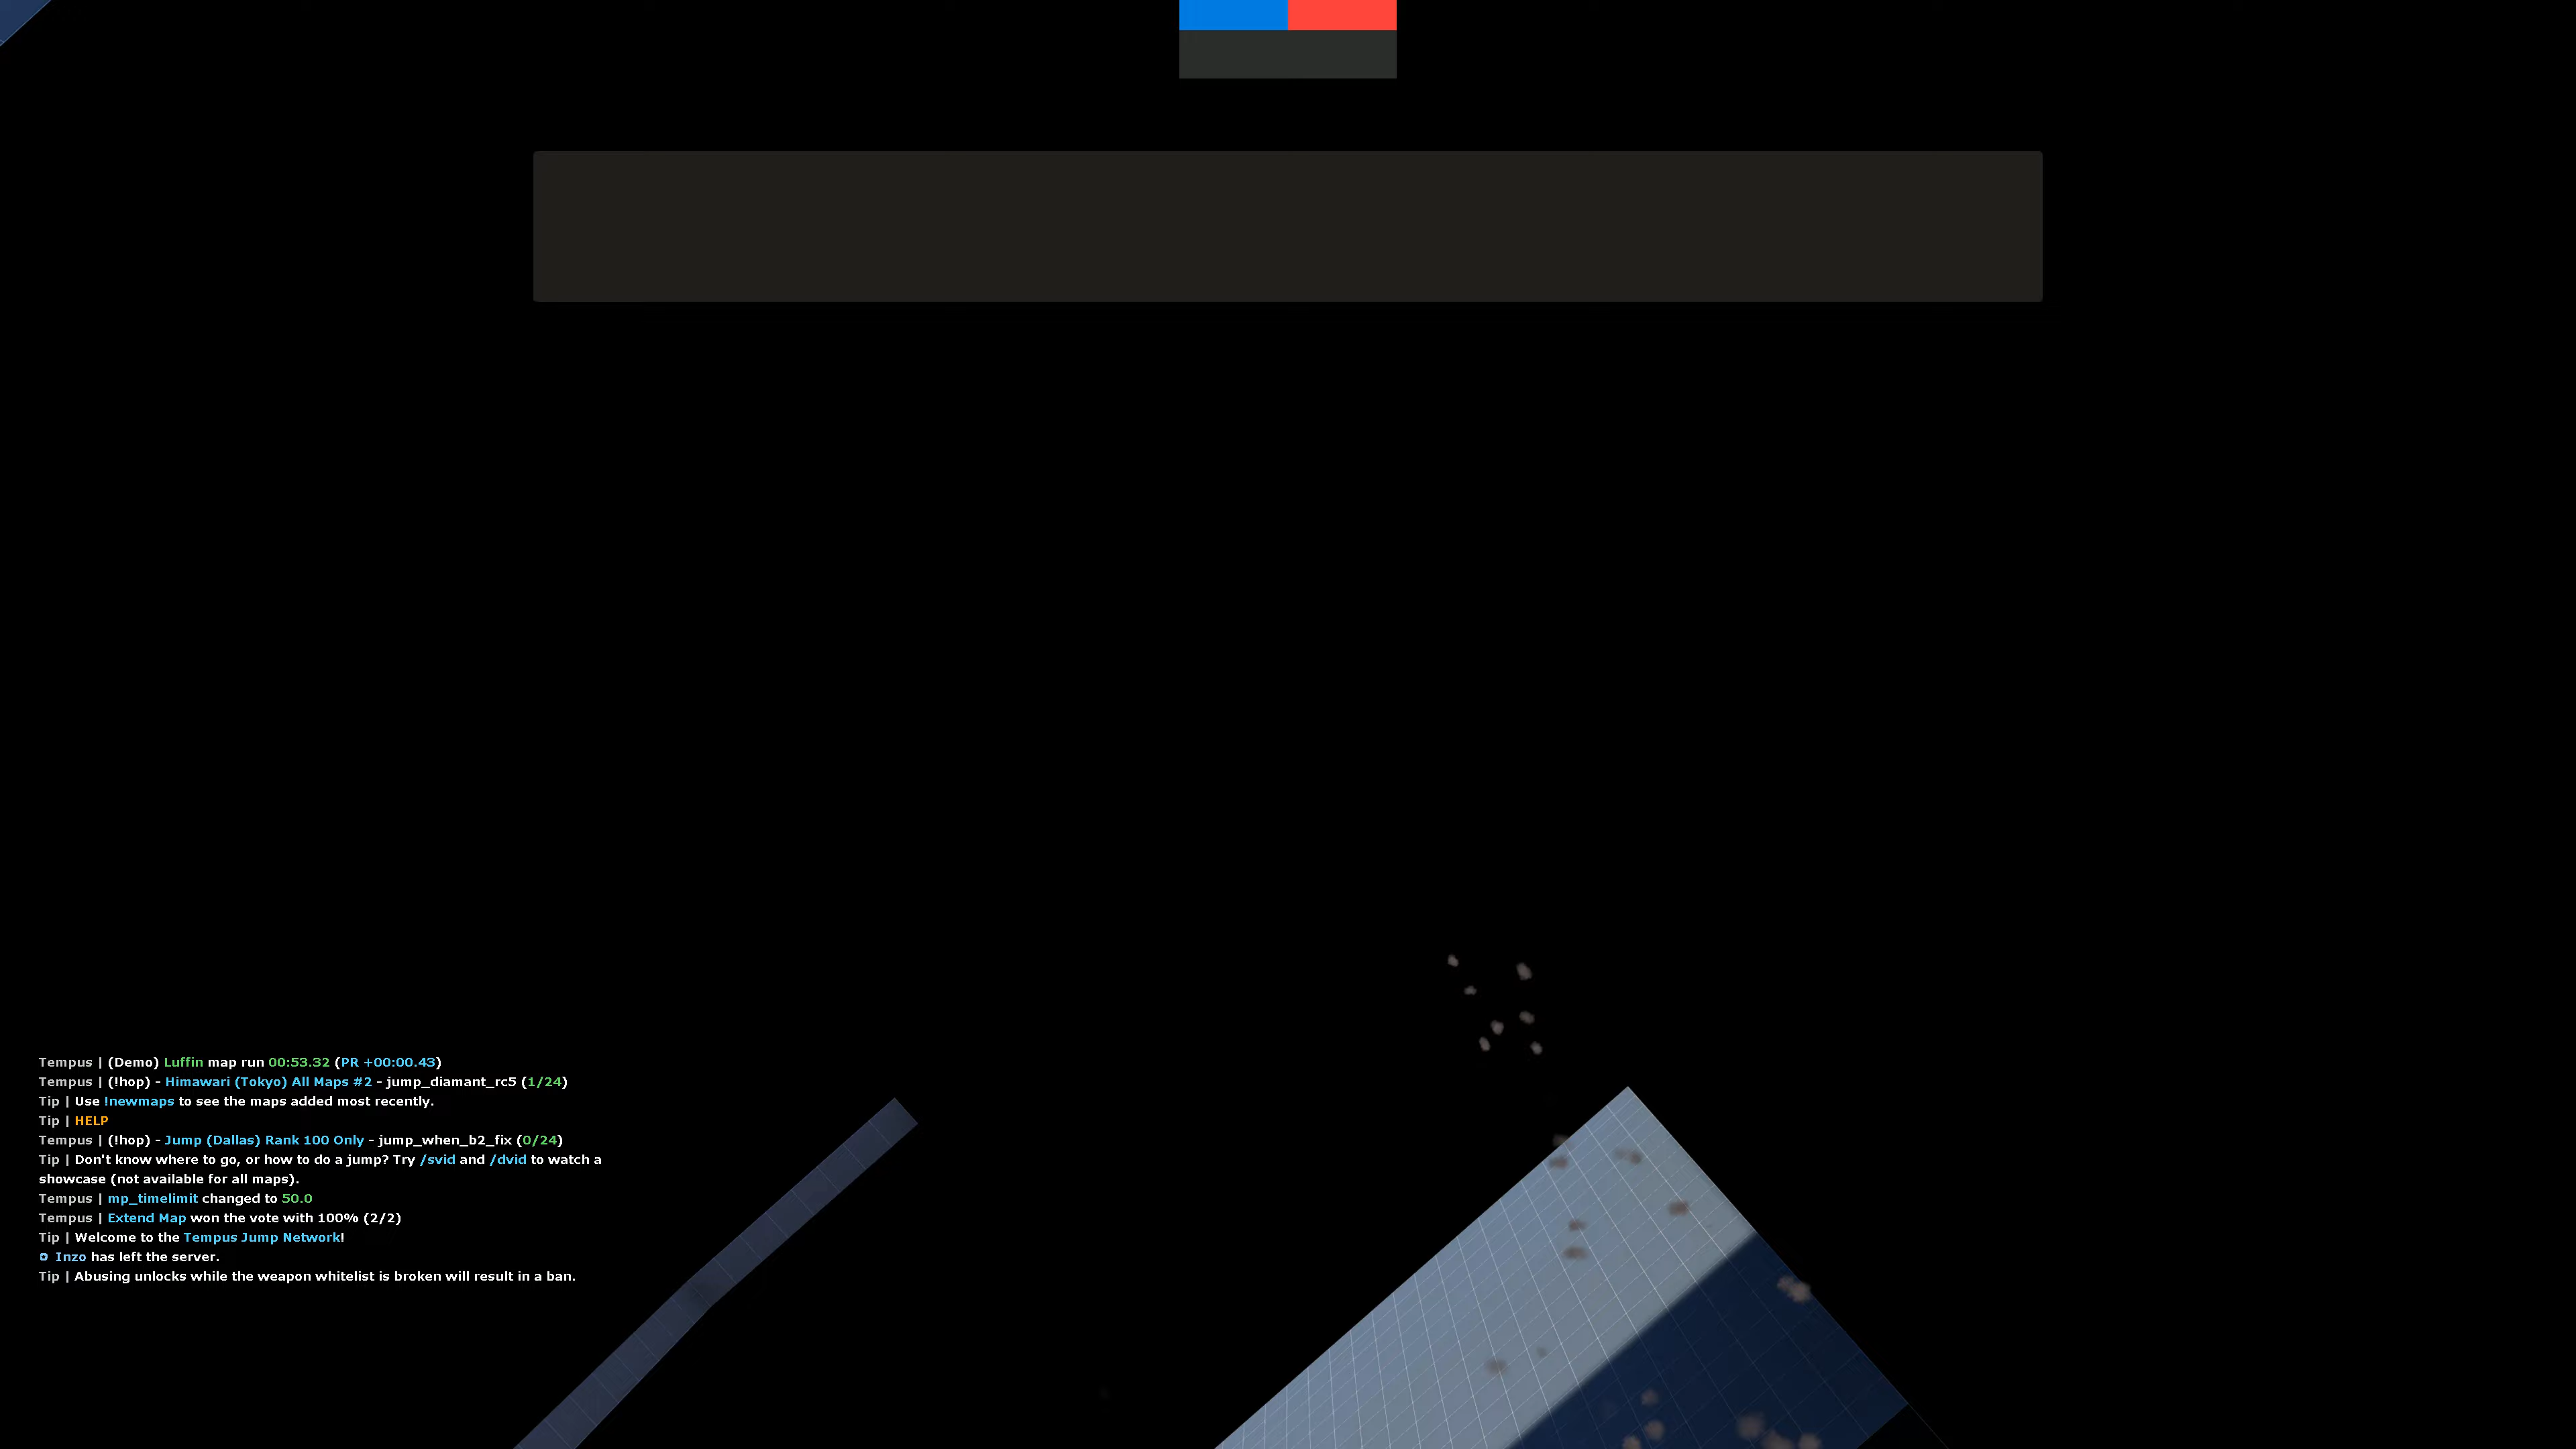 Tempus | (Demo) Luffin map run 00:53.32 (PR +00:00.43)
Tempus | (!hop) - Himawari (Tokyo) All Maps #2 - jump_diamant_rc5 (1/24)
Tip | Use !newmaps to see the maps added most recently.
Tip | HELP
Tempus | (!hop) - Jump (Dallas) Rank 100 Only - jump_when_b2_fix (0/24)
Tip | Don't know where to go, or how to do a jump? Try /svid and /dvid to watch a
showcase (not available for all maps).
Tempus | mp_timelimit changed to 50.0
Tempus | Extend Map won the vote with 100% (2/2)
Tip | Welcome to the Tempus Jump Network!
Inzo has left the server.
Tip | Abusing unlocks while the weapon whitelist is broken will result in a ban.